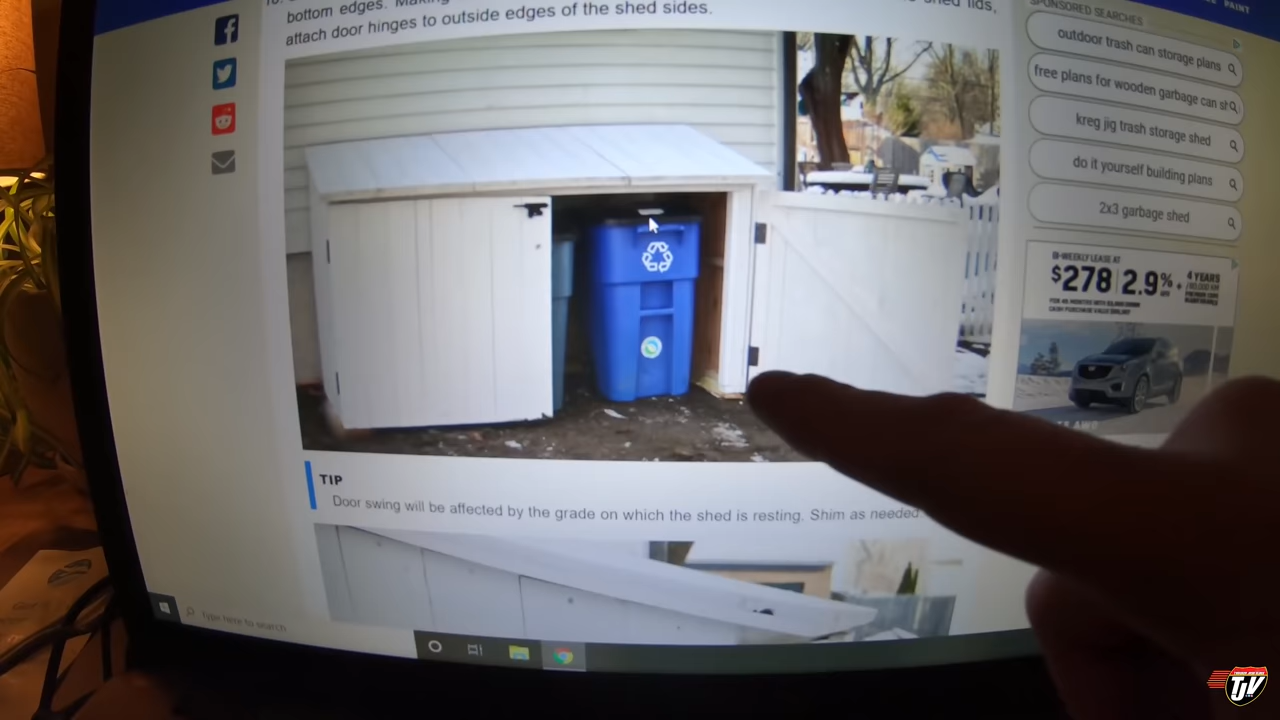 bottom edges.
attach door hinges to outside edges of the shed sides.
shed lids,
PAINT
SPONSORED SEARCHES
outdoor trash can storage plans
free plans for wooden garbage can sh
kreg jig trash storage shed
do it yourself building plans
2x3 garbage shed
BI-WEEKLY LEASE AT
$278 2.9% +
4 YEARS
TIP
Door swing will be affected by the grade on which the shed is resting. Shim as needed
Type here to search
TJV